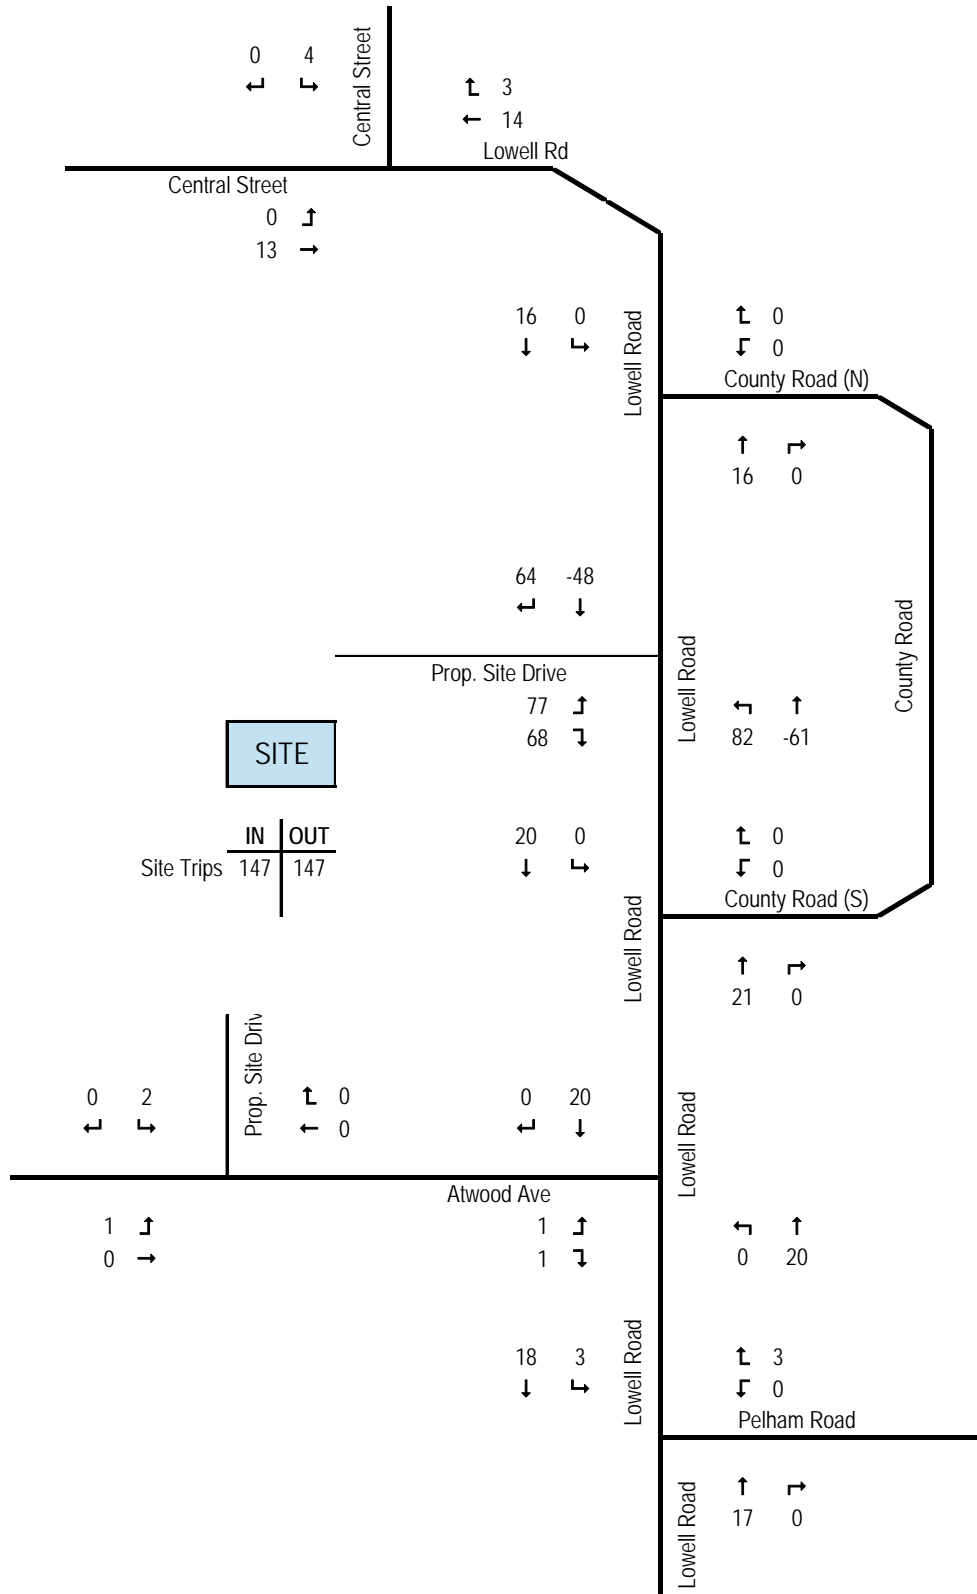 0 4
Central Street
3
14
Lowell Rd
Central Street
0
13
16 0
Lowell Road
0
0
County Road (N)
16 0
64 -48
Prop. Site Drive
Lowell Road
County Road
77
68
82 -61
SITE
IN OUT
Site Trips 147 147
20 0
0
0
County Road (S)
Lowell Road
21 0
Prop. Site Driv
0 2
0
0
0 20
Lowell Road
Atwood Ave
1
0
1
1
0 20
18 3
Lowell Road
3
0
Pelham Road
Lowell Road
17 0